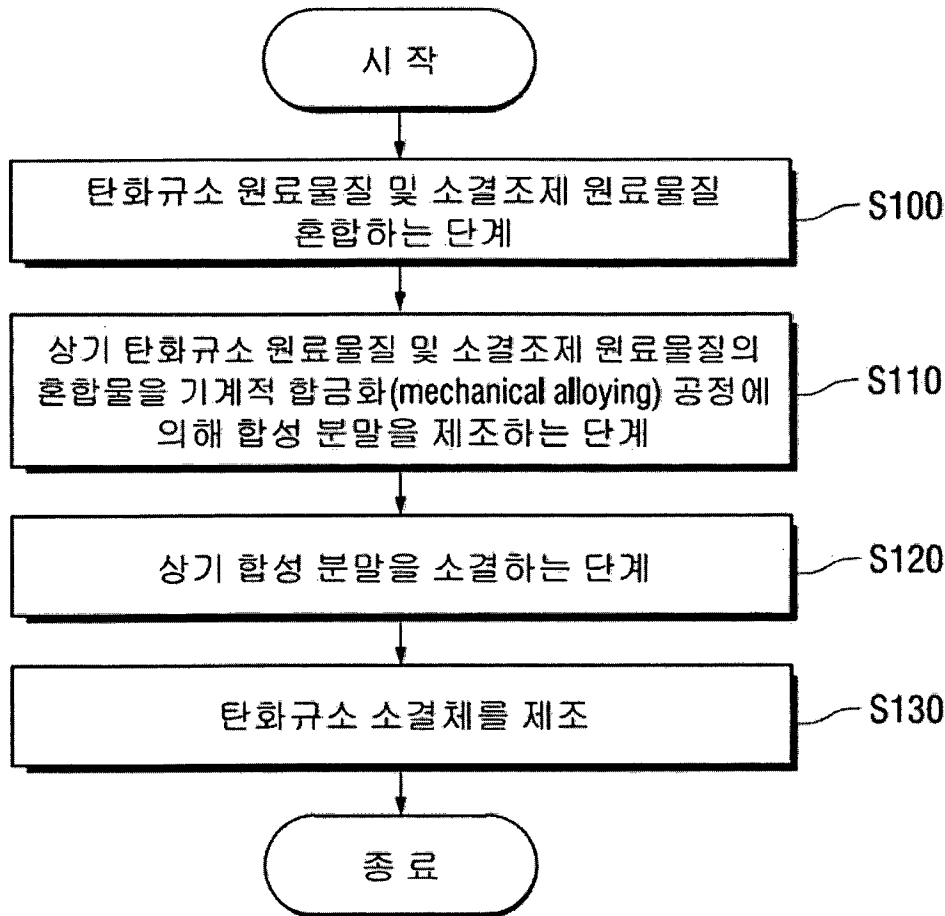 시 작
탄화규소 원료물질 및 소결조제 원료물질
혼합하는 단계
S100
상기 탄화규소 원료물질 및 소결조제 원료물질의
혼합물을 기계적 합금화(mechanical alloying) 공정에
의해 합성 분말을 제조하는 단계
S110
상기 합성 분말을 소결하는 단계
S120
탄화규소 소결체를 제조
S130
종 료